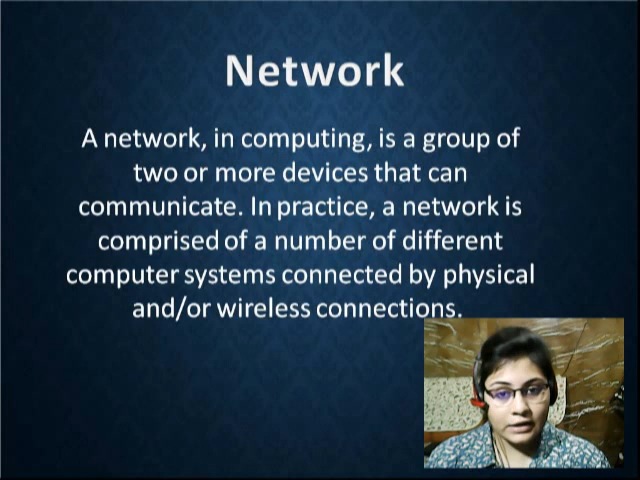 Network
A network, in computing, is a group of
two or more devices that can
communicate. In practice, a network is
comprised of a number of different
computer systems connected by physical
and/or wireless connections.